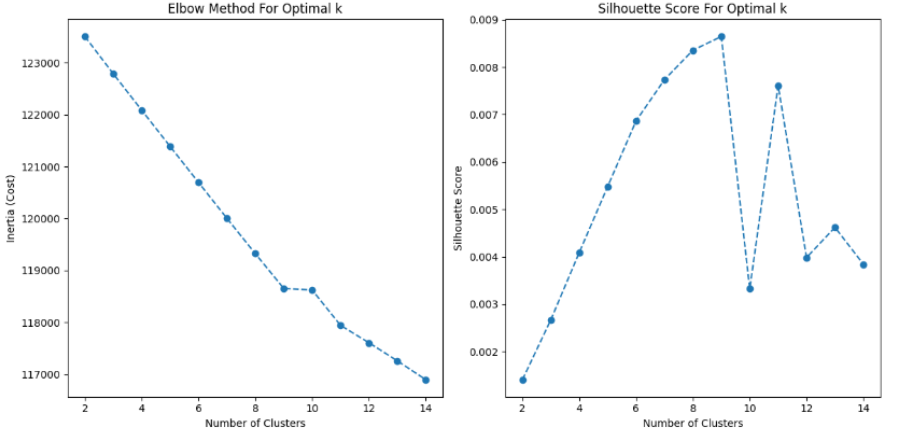 Elbow Method For Optimal k
123000
122000
121000
120000
119000
118000
117000
Inertia (Cost)
2 4 6 8 10 12 14
Number of Clusters
Silhouette Score For Optimal k
0.009
0.008
0.007
0.006
0.005
0.004
0.003
0.002
Silhouette Score
2 4 6 8 10 12 14
Number of Clusters